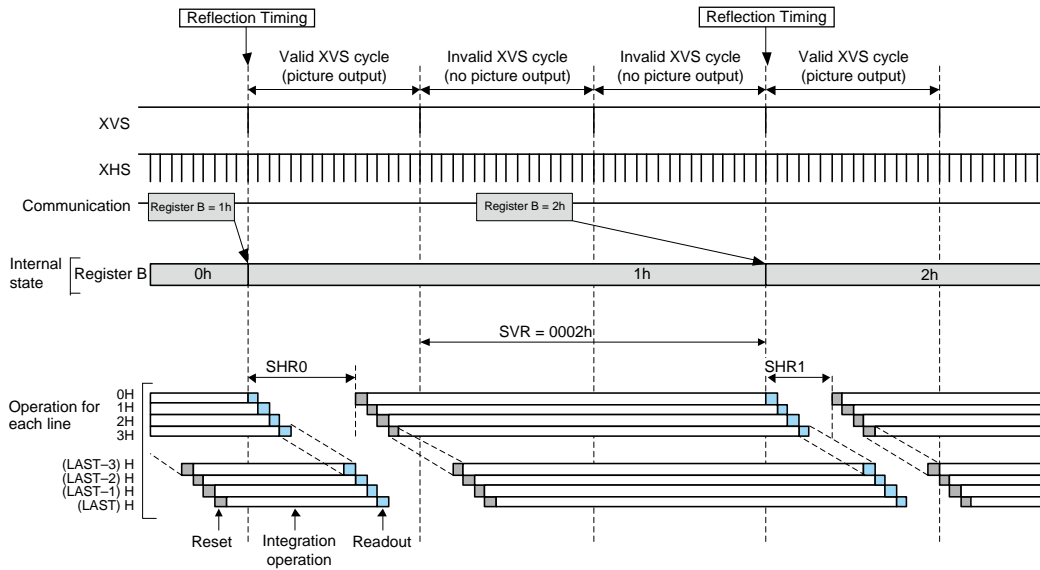 Reflection Timing
Reflection Timing
Valid XVS cycle
(picture output)
Invalid XVS cycle
(no picture output)
Invalid XVS cycle
(no picture output)
Valid XVS cycle
(picture output)
XVS
XHS
Communication
Register B = 1h
Register B = 2h
Internal
state
Register B
0h
1h
2h
SVR = 0002h
SHR0
SHR1
Operation for
each line
0H
1H
2H
3H
(LAST–3) H
(LAST–2) H
(LAST–1) H
(LAST) H
Reset
Integration
operation
Readout